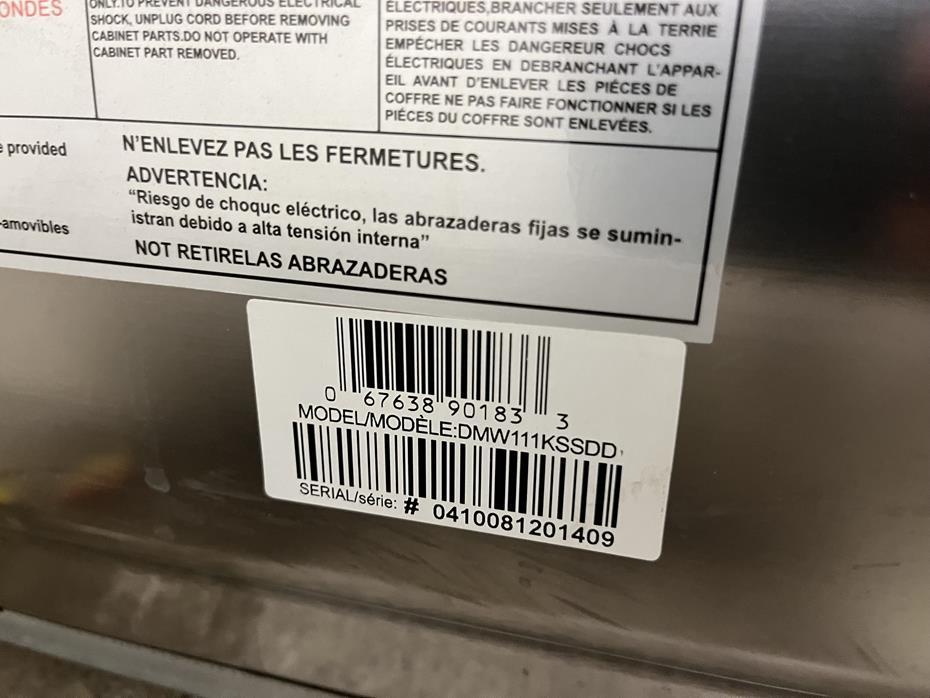 ONDES
ONLY.TO PREVENT DANGEROUS ELECTRICAL
SHOCK, UNPLUG CORD BEFORE REMOVING
CABINET PARTS.DO NOT OPERATE WITH
CABINET PART REMOVED.
ÉLECTRIQUES,BRANCHER SEULEMENT AUX
PRISES DE COURANTS MISES À LA TERRIE
EMPÉCHER LES DANGEREUR CHOCS
ÉLECTRIQUES EN DEBRANCHANT L'APPAR-
EIL AVANT D'ENLEVER LES PIÉCES DE
COFFRE NE PAS FAIRE FONCTIONNER SI LES
PIÉCES DU COFFRE SONT ENLEVÉES.
e provided
-amovibles
N'ENLEVEZ PAS LES FERMETURES.
ADVERTENCIA:
"Riesgo de choquc eléctrico, las abrazaderas fijas se sumin-
istran debido a alta tensión interna"
NOT RETIRELAS ABRAZADERAS
0 67638 90183 3
MODEL/MODÈLE:DMW111KSSDD
SERIAL/série: # 0410081201409